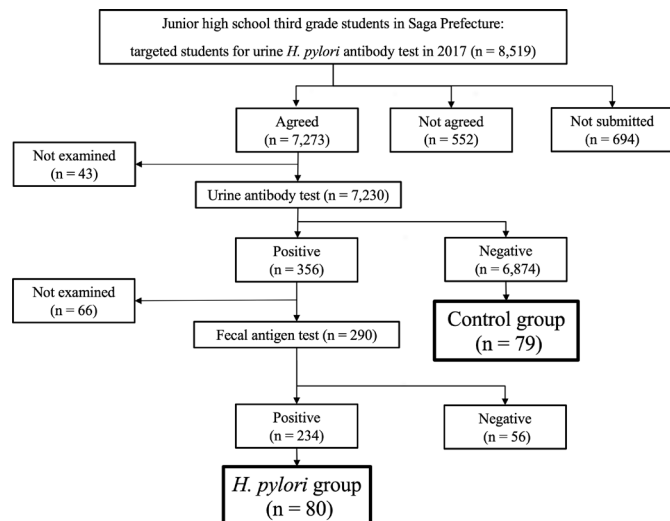 Junior high school third grade students in Saga Prefecture:
targeted students for urine H. pylori antibody test in 2017 (n = 8,519)
Agreed
(n = 7,273)
Not agreed
(n = 552)
Not submitted
(n = 694)
Not examined
(n = 43)
Urine antibody test (n = 7,230)
Positive
(n = 356)
Negative
(n = 6,874)
Not examined
(n = 66)
Control group
(n = 79)
Fecal antigen test (n = 290)
Positive
(n = 234)
Negative
(n = 56)
H. pylori group
(n = 80)